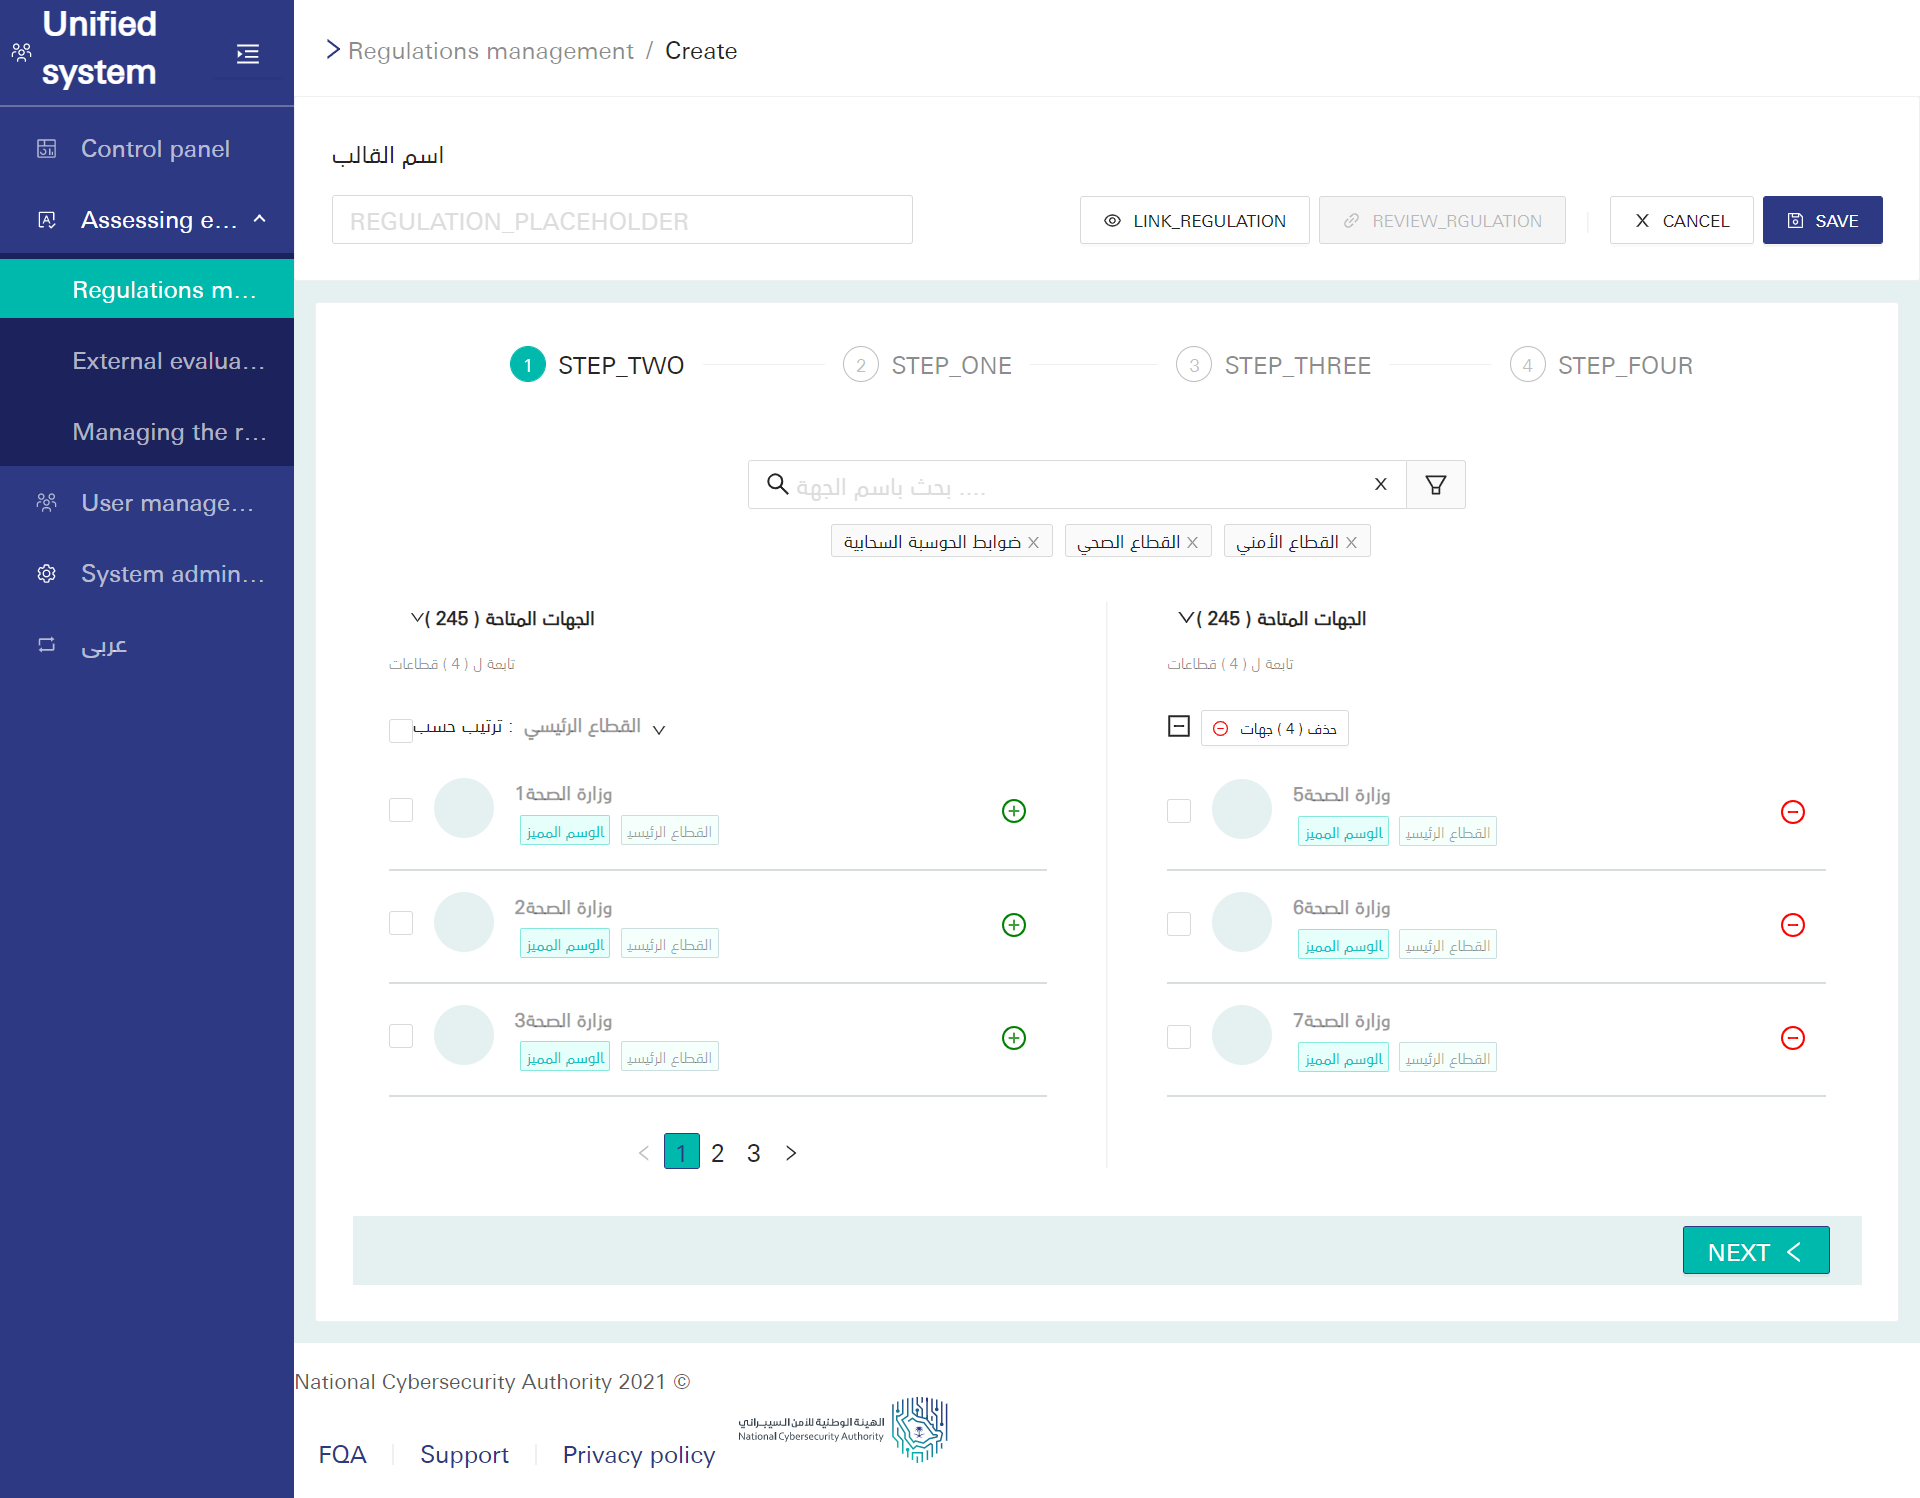 Unified
system
Control panel
Assessing e...
Regulations m...
External evalua...
Managing the r...
User manage...
System admin...
عربى
Regulations management / Create
اسم القالب
REGULATION_PLACEHOLDER
LINK_REGULATION
REVIEW_RGULATION
CANCEL
SAVE
1 STEP_TWO
2 STEP_ONE
3 STEP_THREE
4 STEP_FOUR
بحث باسم الجهة ....
ضوابط الحوسبة السحابية
القطاع الصحي
القطاع الأمني
الجهات المتاحة ( 245 )
تابعة ل ( 4 ) قطاعات
ترتيب حسب : القطاع الرئيسي
وزارة الصحة1
الوسم المميز القطاع الرئيسي
وزارة الصحة2
الوسم المميز القطاع الرئيسي
وزارة الصحة3
الوسم المميز القطاع الرئيسي
1 2 3
الجهات المتاحة ( 245 )
تابعة ل ( 4 ) قطاعات
حذف ( 4 ) جهات
وزارة الصحة5
الوسم المميز القطاع الرئيسي
وزارة الصحة6
الوسم المميز القطاع الرئيسي
وزارة الصحة7
الوسم المميز القطاع الرئيسي
NEXT
National Cybersecurity Authority 2021 ©
FQA
Support
Privacy policy
الهيئة الوطنية للأمن السيبراني
National Cybersecurity Authority